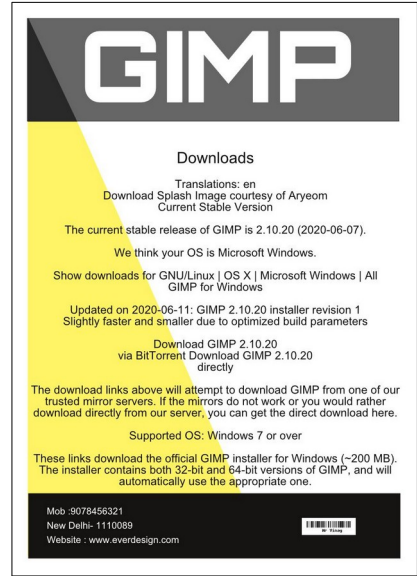 GIMP
Downloads
Translations: en
Download Splash Image courtesy of Aryeom
Current Stable Version
The current stable release of GIMP is 2.10.20 (2020-06-07).
We think your OS is Microsoft Windows.
Show downloads for GNU/Linux | OS X | Microsoft Windows | All
GIMP for Windows
Updated on 2020-06-11: GIMP 2.10.20 installer revision 1
Slightly faster and smaller due to optimized build parameters
Download GIMP 2.10.20
via BitTorrent Download GIMP 2.10.20
directly
The download links above will attempt to download GIMP from one of our
trusted mirror servers. If the mirrors do not work or you would rather
download directly from our server, you can get the direct download here.
Supported OS: Windows 7 or over
These links download the official GIMP installer for Windows (~200 MB).
The installer contains both 32-bit and 64-bit versions of GIMP, and will
automatically use the appropriate one.
Mob :9078456321
New Delhi- 1110089
Website : www.everdesign.com